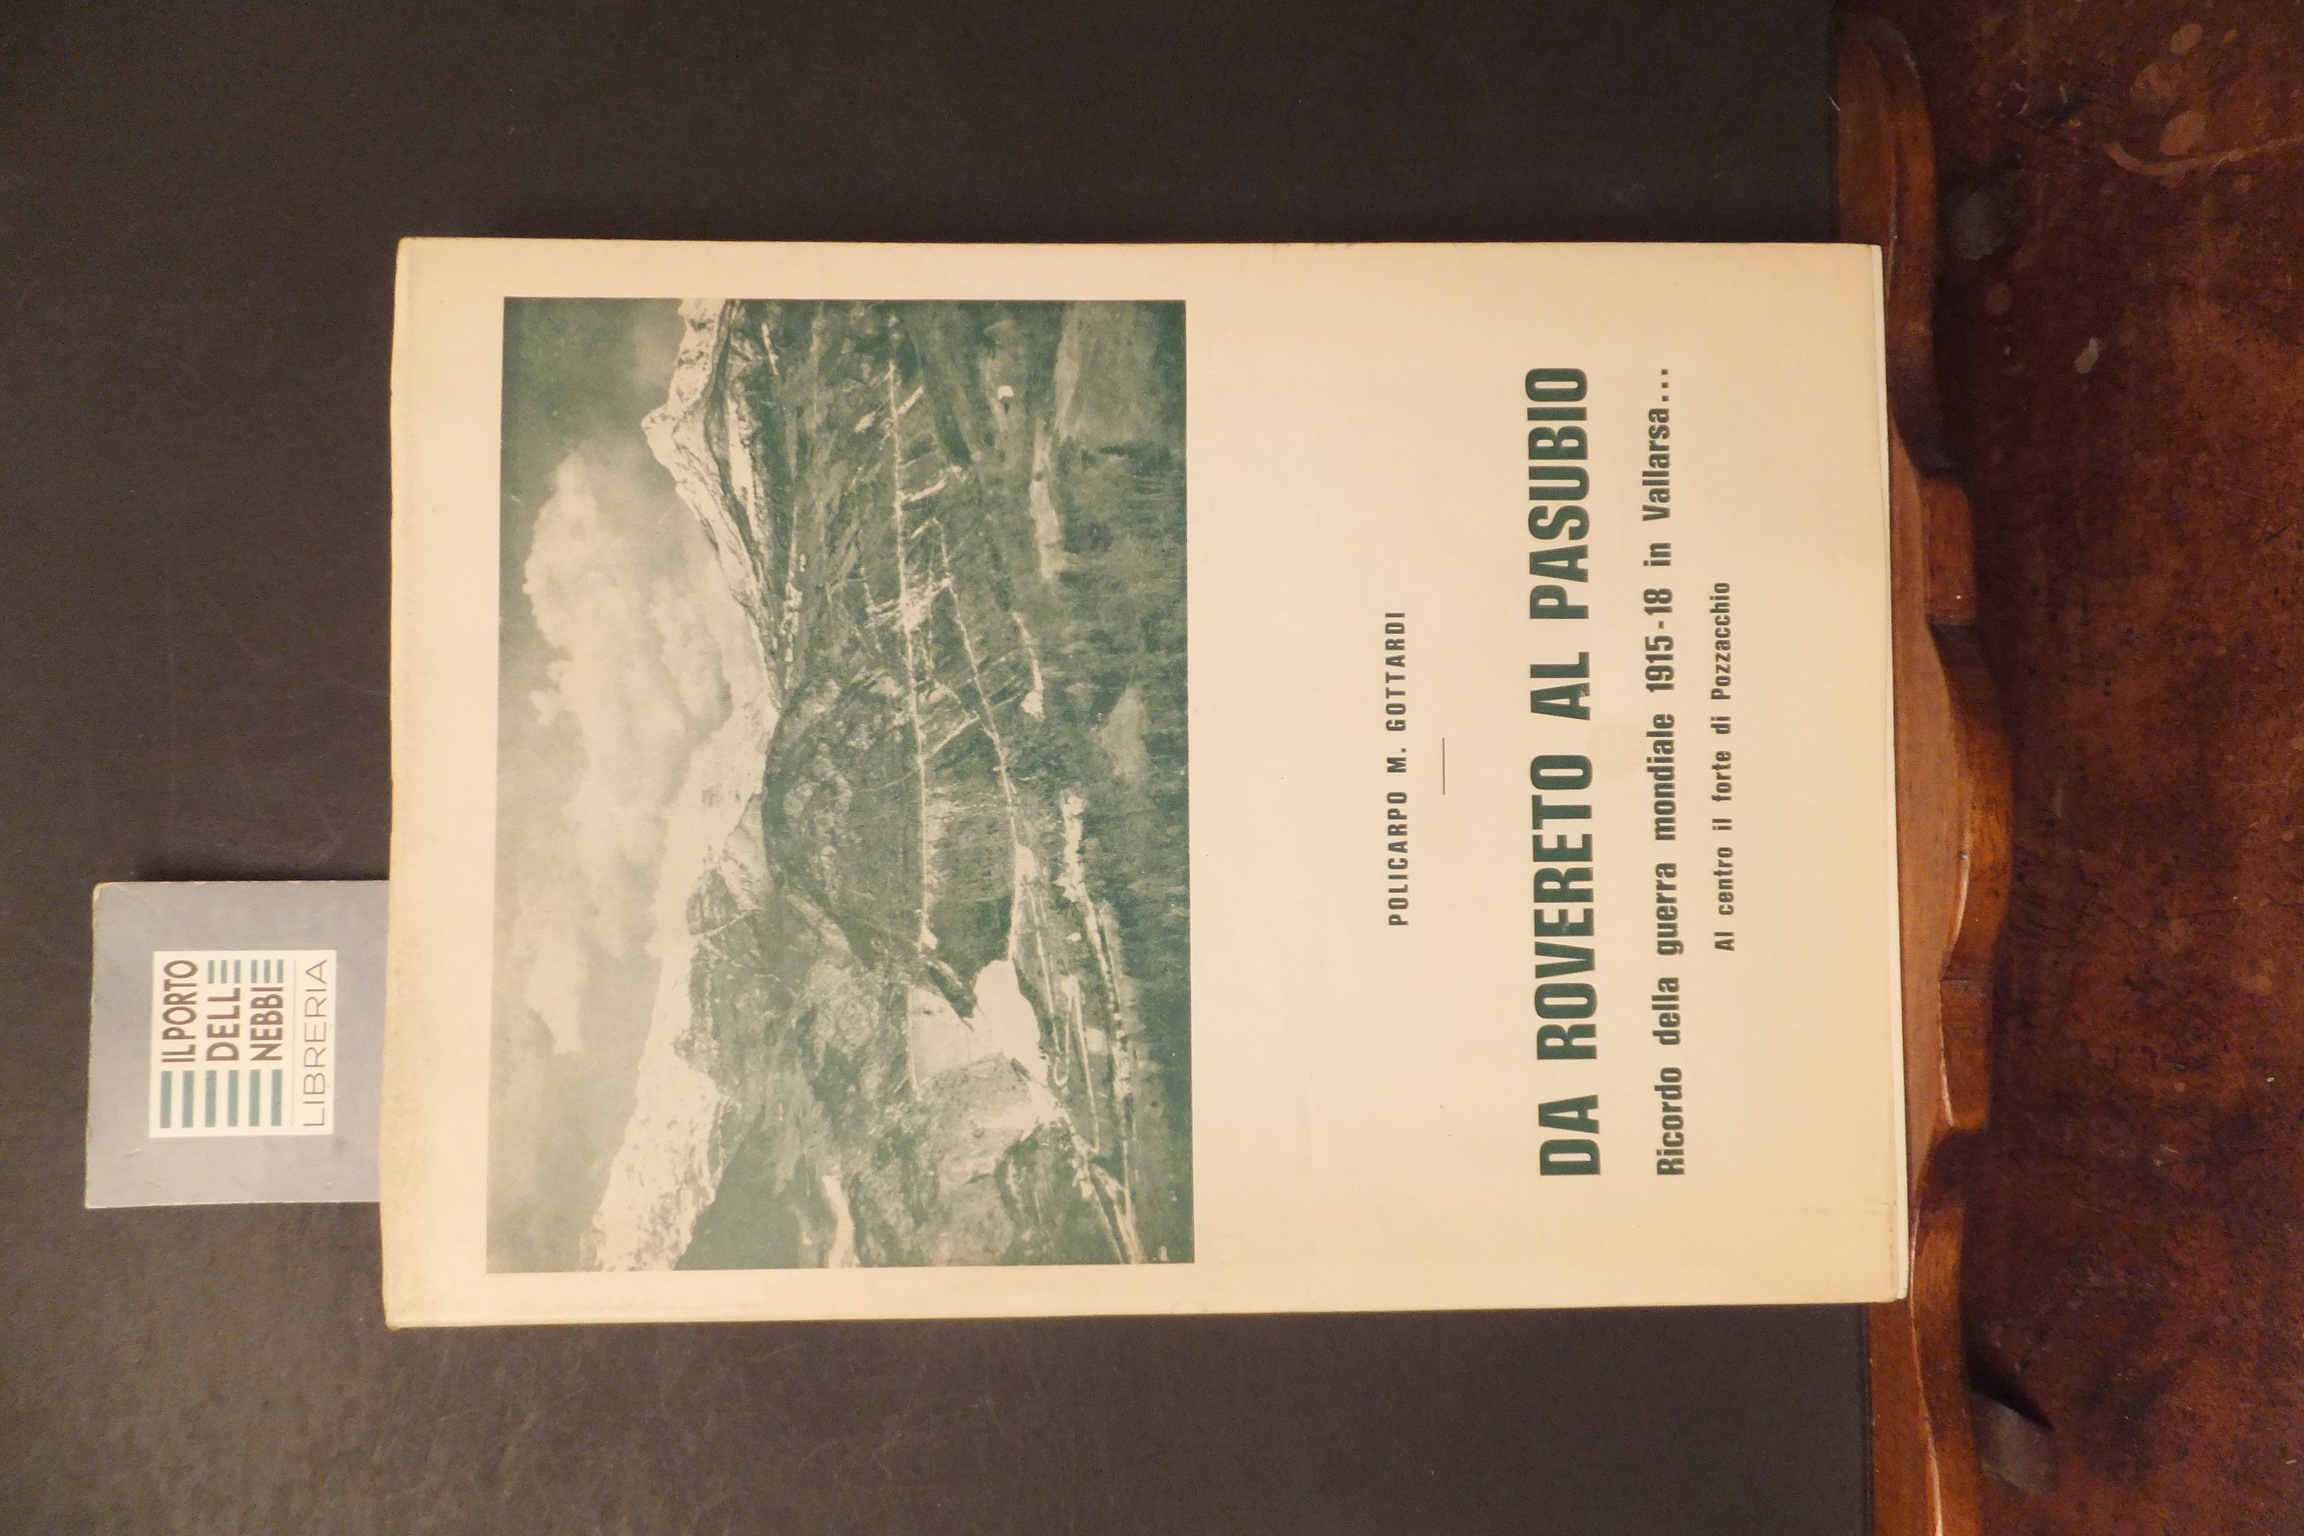 IL PORTO
DELLE
NEBBIE
LIBRERIA
POLICARPO M. GOTTARDI
DA ROVERETO AL PASUBIO
Ricordo della guerra mondiale 1915-18 in Vallarsa...
Al centro il forte di Pozzacchio